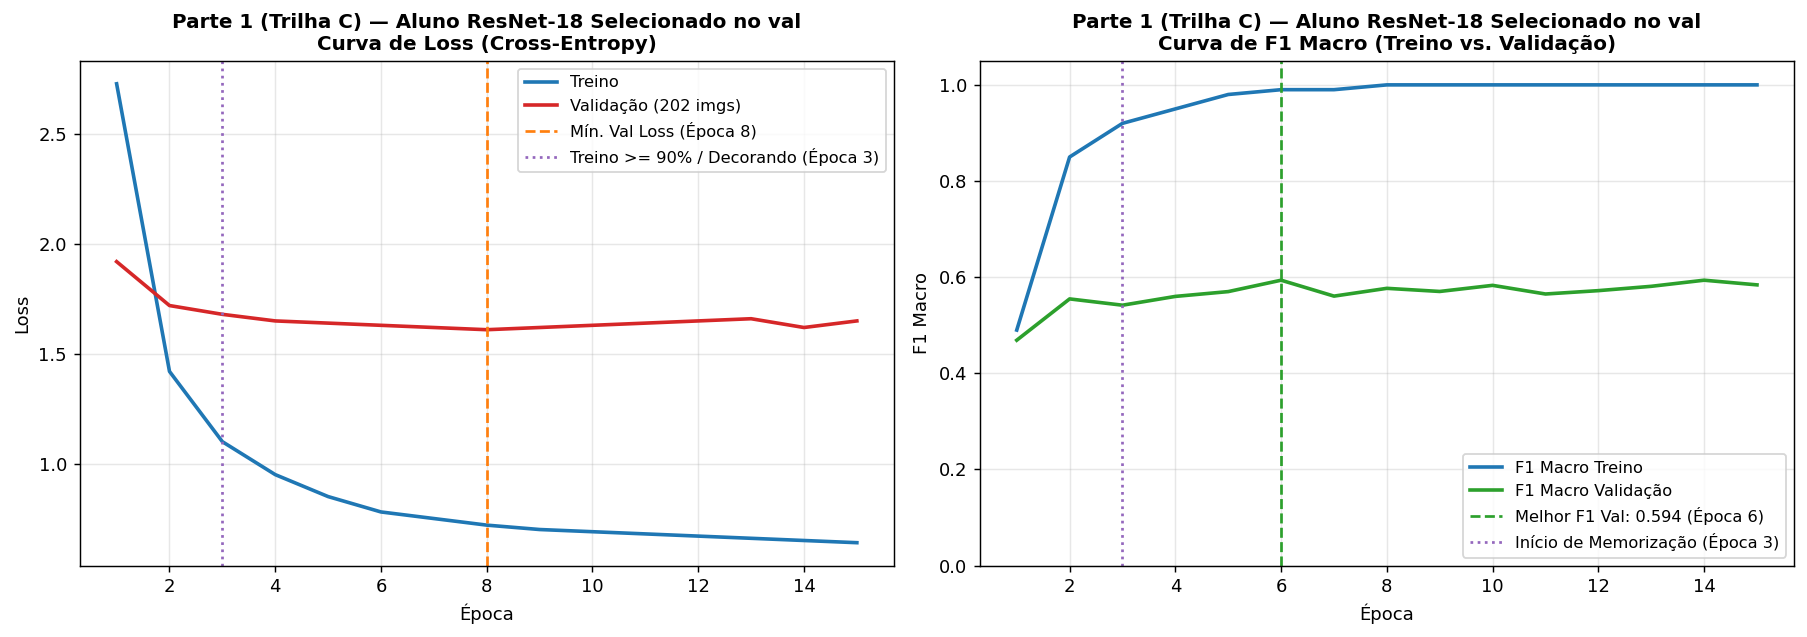 Parte 1 (Trilha C) — Aluno ResNet-18 Selecionado no val
Curva de Loss (Cross-Entropy)
Loss
2.5
2.0
1.5
1.0
Treino
Validação (202 imgs)
Mín. Val Loss (Época 8)
Treino >= 90% / Decorando (Época 3)
2 4 6 8 10 12 14
Época
Parte 1 (Trilha C) — Aluno ResNet-18 Selecionado no val
Curva de F1 Macro (Treino vs. Validação)
F1 Macro
1.0
0.8
0.6
0.4
0.2
0.0
F1 Macro Treino
F1 Macro Validação
Melhor F1 Val: 0.594 (Época 6)
Início de Memorização (Época 3)
2 4 6 8 10 12 14
Época